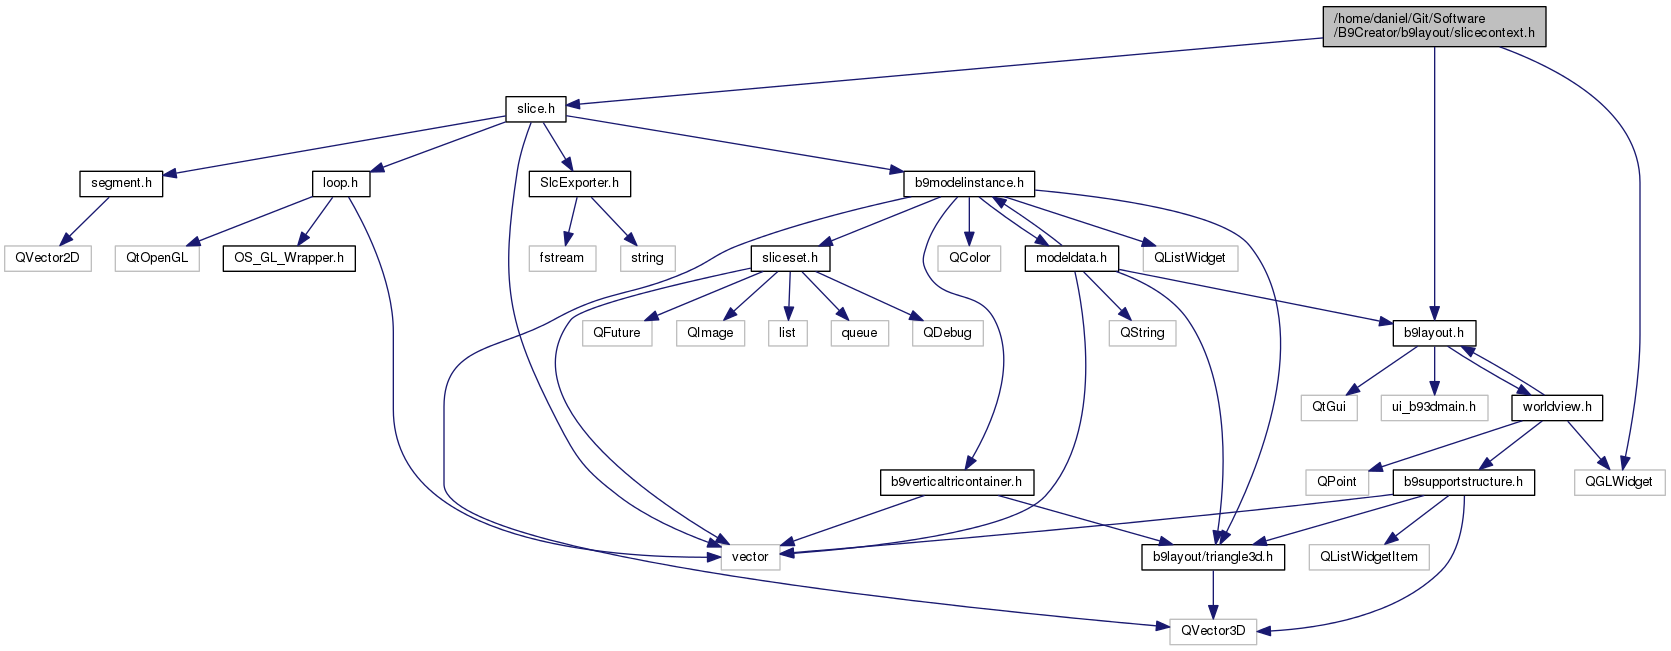 /home/daniel/Git/Software
/B9Creator/b9layout/slicecontext.h
slice.h
segment.h
loop.h
SlcExporter.h
b9modelinstance.h
QVector2D
QtOpenGL
OS_GL_Wrapper.h
fstream
string
sliceset.h
QColor
modeldata.h
QListWidget
QFuture
QImage
list
queue
QDebug
QString
b9layout.h
QtGui
ui_b93dmain.h
worldview.h
b9verticaltricontainer.h
QPoint
b9supportstructure.h
QGLWidget
vector
b9layout/triangle3d.h
QListWidgetItem
QVector3D